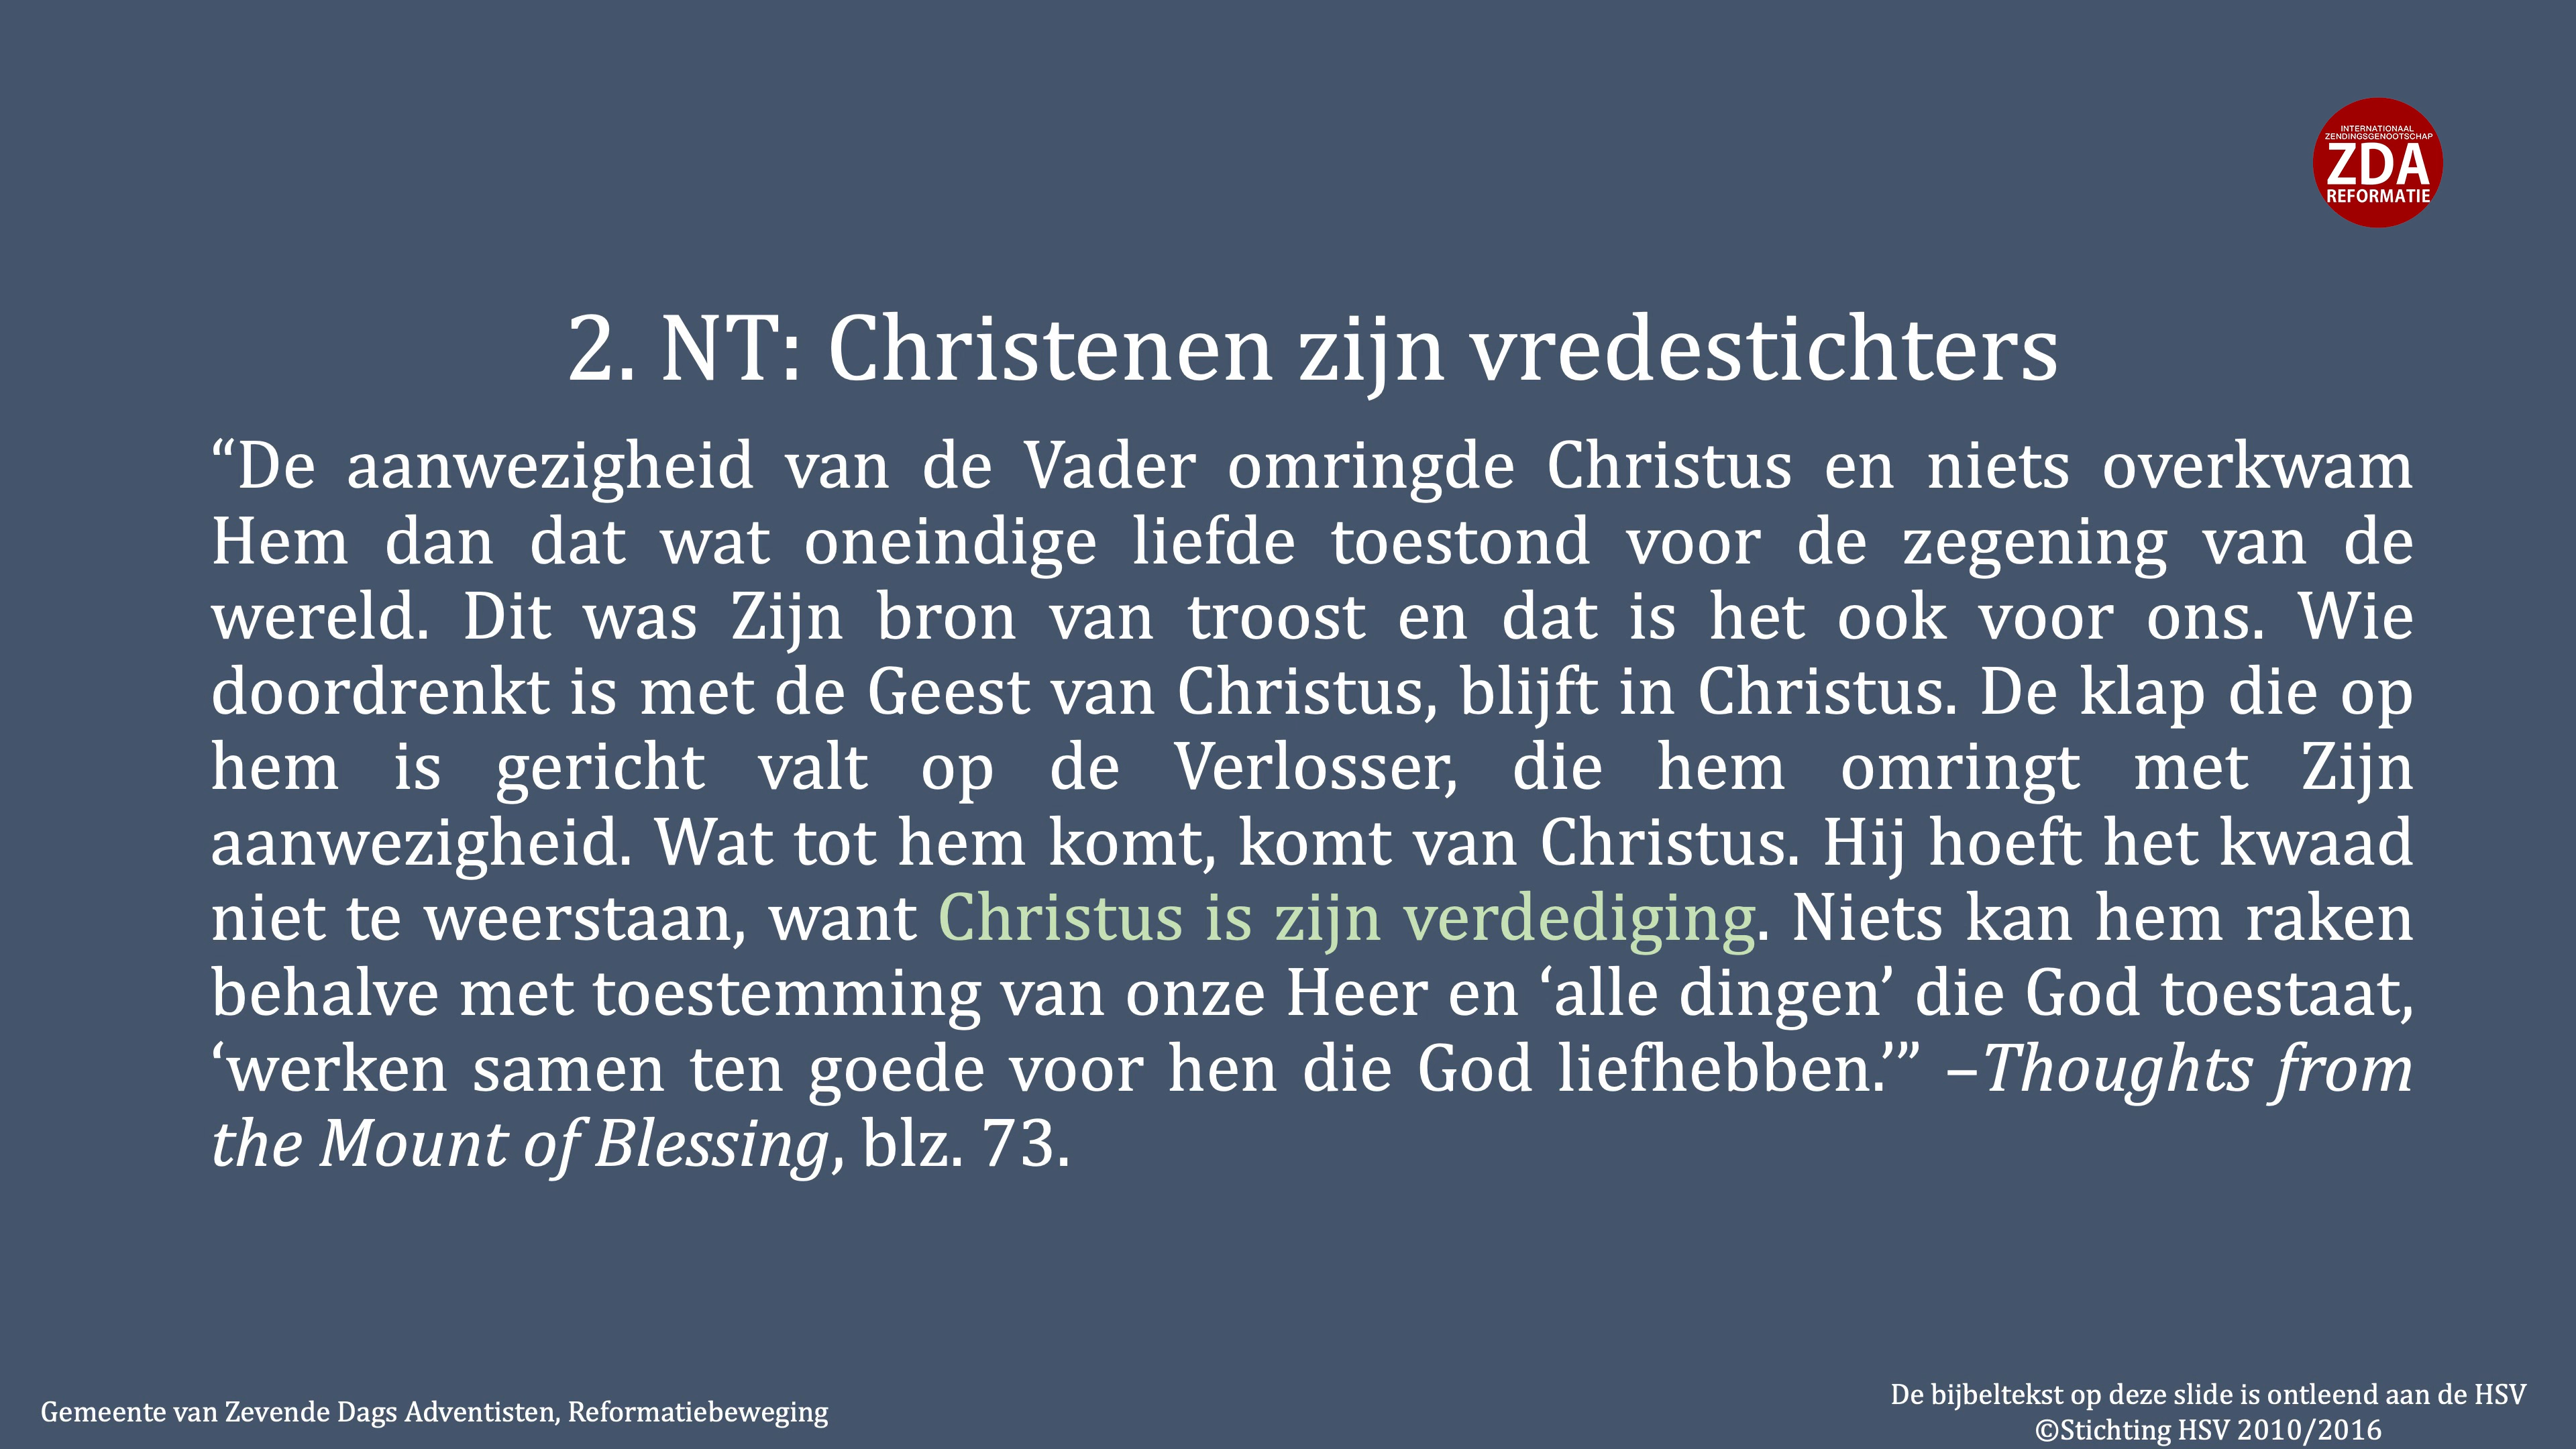 INTERNATIONAAL
ZENDINGSGENOOTSCHAP
ZDA
REFORMATIE
2. NT: Christenen zijn vredestichters
“De aanwezigheid van de Vader omringde Christus en niets overkwam
Hem dan dat wat oneindige liefde toestond voor de zegening van de
wereld. Dit was Zijn bron van troost en dat is het ook voor ons. Wie
doordrenkt is met de Geest van Christus, blijft in Christus. De klap die op
hem is gericht valt op de Verlosser, die hem omringt met Zijn
aanwezigheid. Wat tot hem komt, komt van Christus. Hij hoeft het kwaad
niet te weerstaan, want Christus is zijn verdediging. Niets kan hem raken
behalve met toestemming van onze Heer en ‘alle dingen’ die God toestaat,
‘werken samen ten goede voor hen die God liefhebben.’” –Thoughts from
the Mount of Blessing, blz. 73.
Gemeente van Zevende Dags Adventisten, Reformatiebeweging
De bijbeltekst op deze slide is ontleend aan de HSV
©Stichting HSV 2010/2016